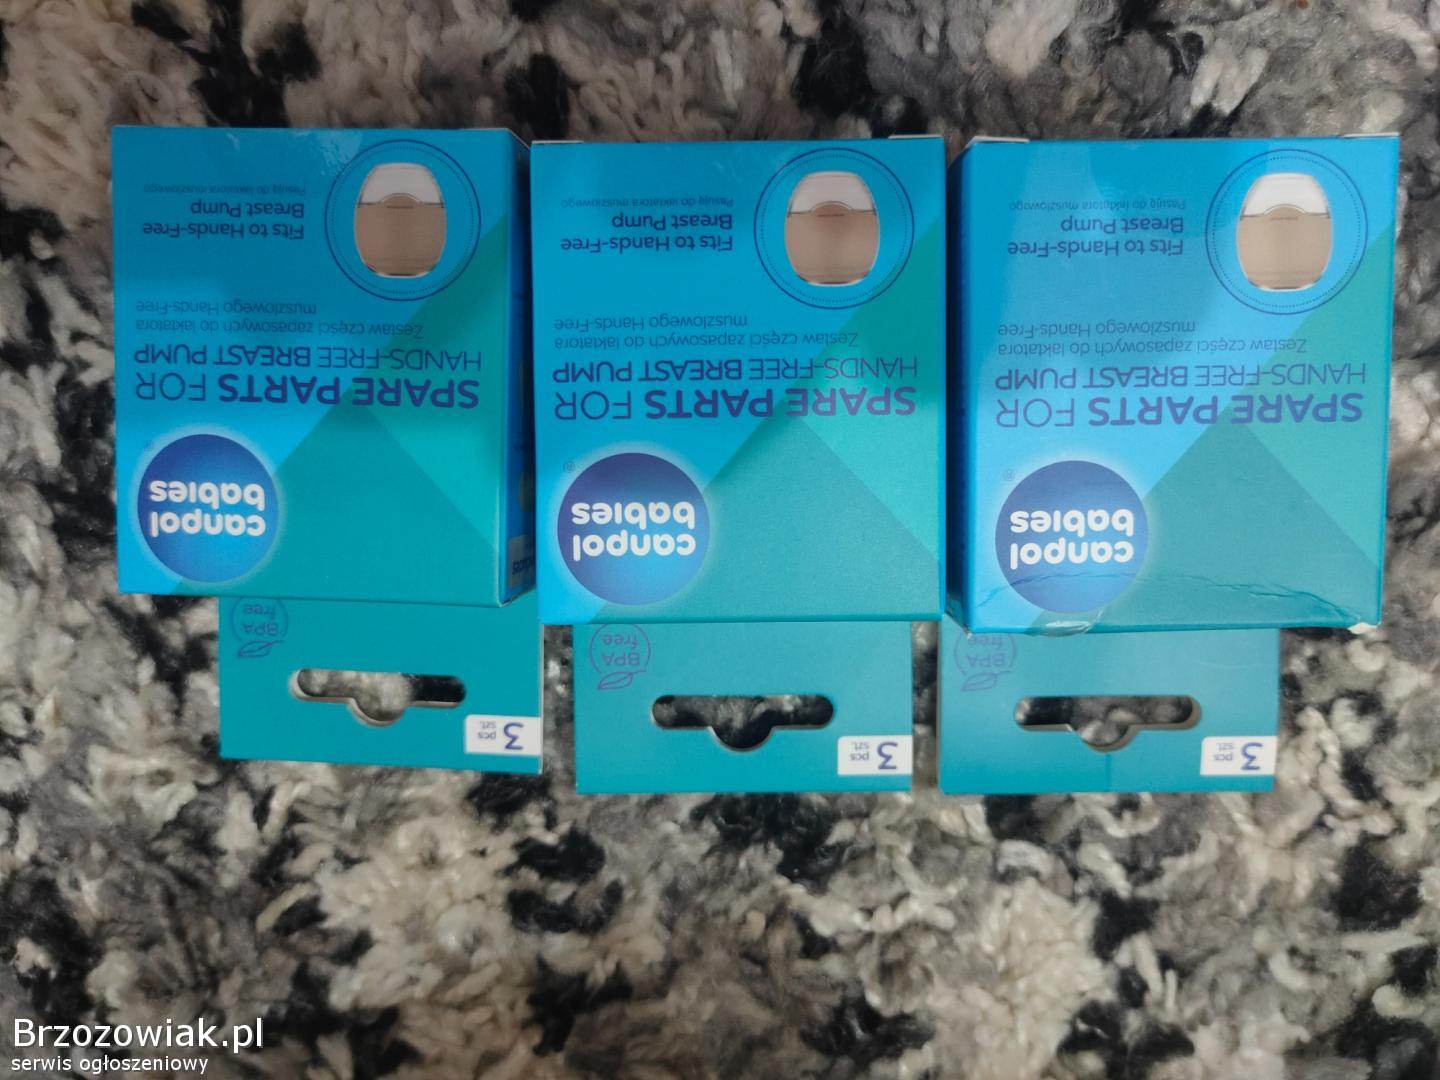 3 pcs
szt.
BPA
free
canpol
babies
®
SPARE PARTS FOR
HANDS-FREE BREAST PUMP
Zestaw części zapasowych do laktatora
muszlowego Hands-Free
Fits to Hands-Free
Breast Pump
Pasują do laktatora muszlowego
3 pcs
szt.
BPA
free
canpol
babies
®
SPARE PARTS FOR
HANDS-FREE BREAST PUMP
Zestaw części zapasowych do laktatora
muszlowego Hands-Free
Fits to Hands-Free
Breast Pump
Pasują do laktatora muszlowego
3 pcs
szt.
BPA
free
canpol
babies
®
SPARE PARTS FOR
HANDS-FREE BREAST PUMP
Zestaw części zapasowych do laktatora
muszlowego Hands-Free
Fits to Hands-Free
Breast Pump
Pasują do laktatora muszlowego
Brzozowiak.pl
serwis ogłoszeniowy